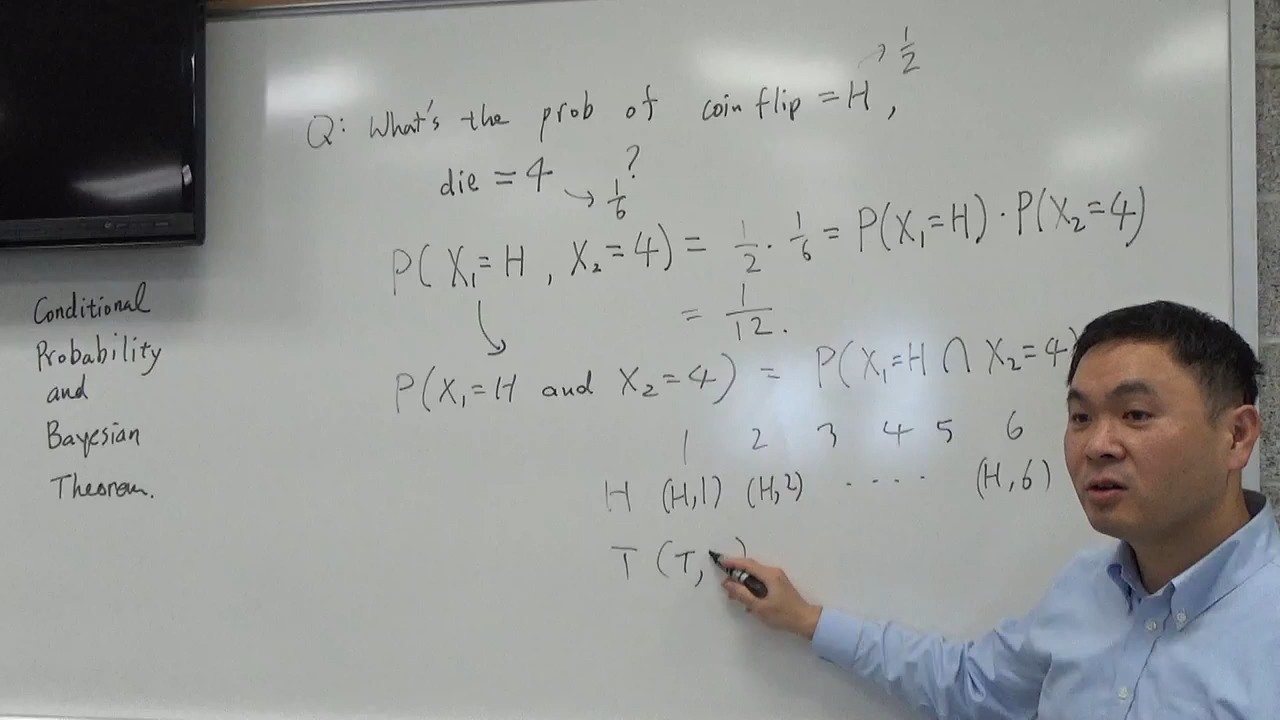 Conditional
Probability
and
Bayesian
Theorem.
Q: What's the prob of coin flip = H, → 1/2
die = 4 → 1/6 ?
P(X₁=H, X₂=4) = 1/2 · 1/6 = P(X₁=H) · P(X₂=4)
= 1/12.
P(X₁=H and X₂=4) = P(X₁=H ∩ X₂=4)
1 2 3 4 5 6
H (H,1) (H,2) · · · · (H,6)
T (T, )